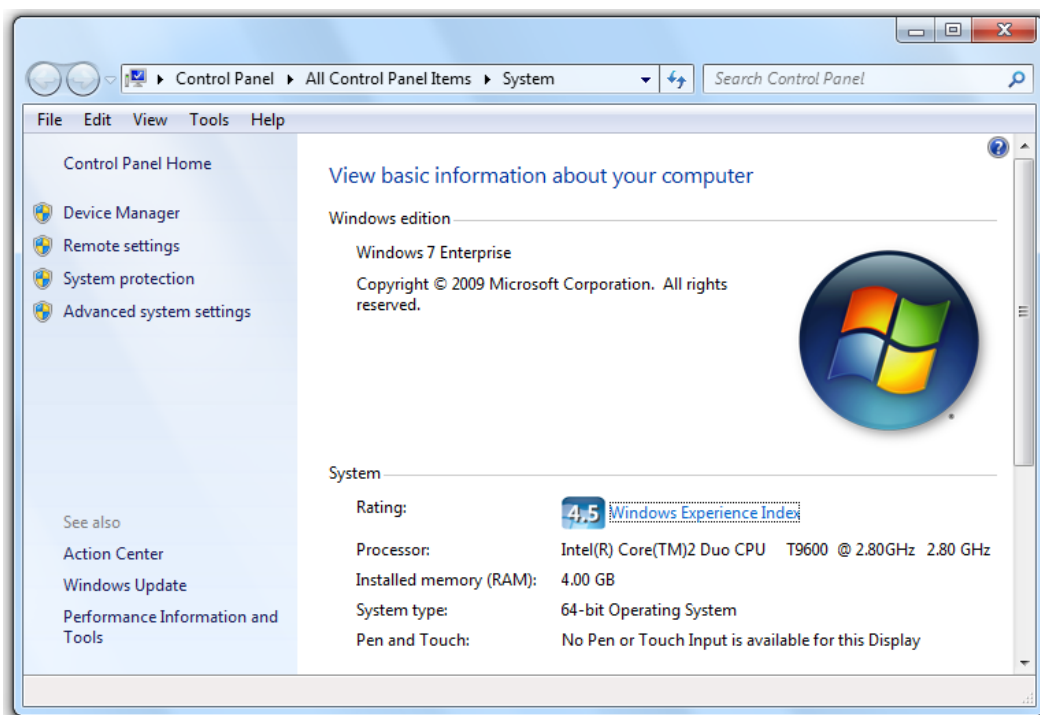 Control Panel ▸ All Control Panel Items ▸ System
Search Control Panel
File Edit View Tools Help
Control Panel Home
Device Manager
Remote settings
System protection
Advanced system settings
See also
Action Center
Windows Update
Performance Information and
Tools
View basic information about your computer
Windows edition
Windows 7 Enterprise
Copyright © 2009 Microsoft Corporation. All rights
reserved.
System
Rating: 4.5 Windows Experience Index
Processor: Intel(R) Core(TM)2 Duo CPU T9600 @ 2.80GHz 2.80 GHz
Installed memory (RAM): 4.00 GB
System type: 64-bit Operating System
Pen and Touch: No Pen or Touch Input is available for this Display